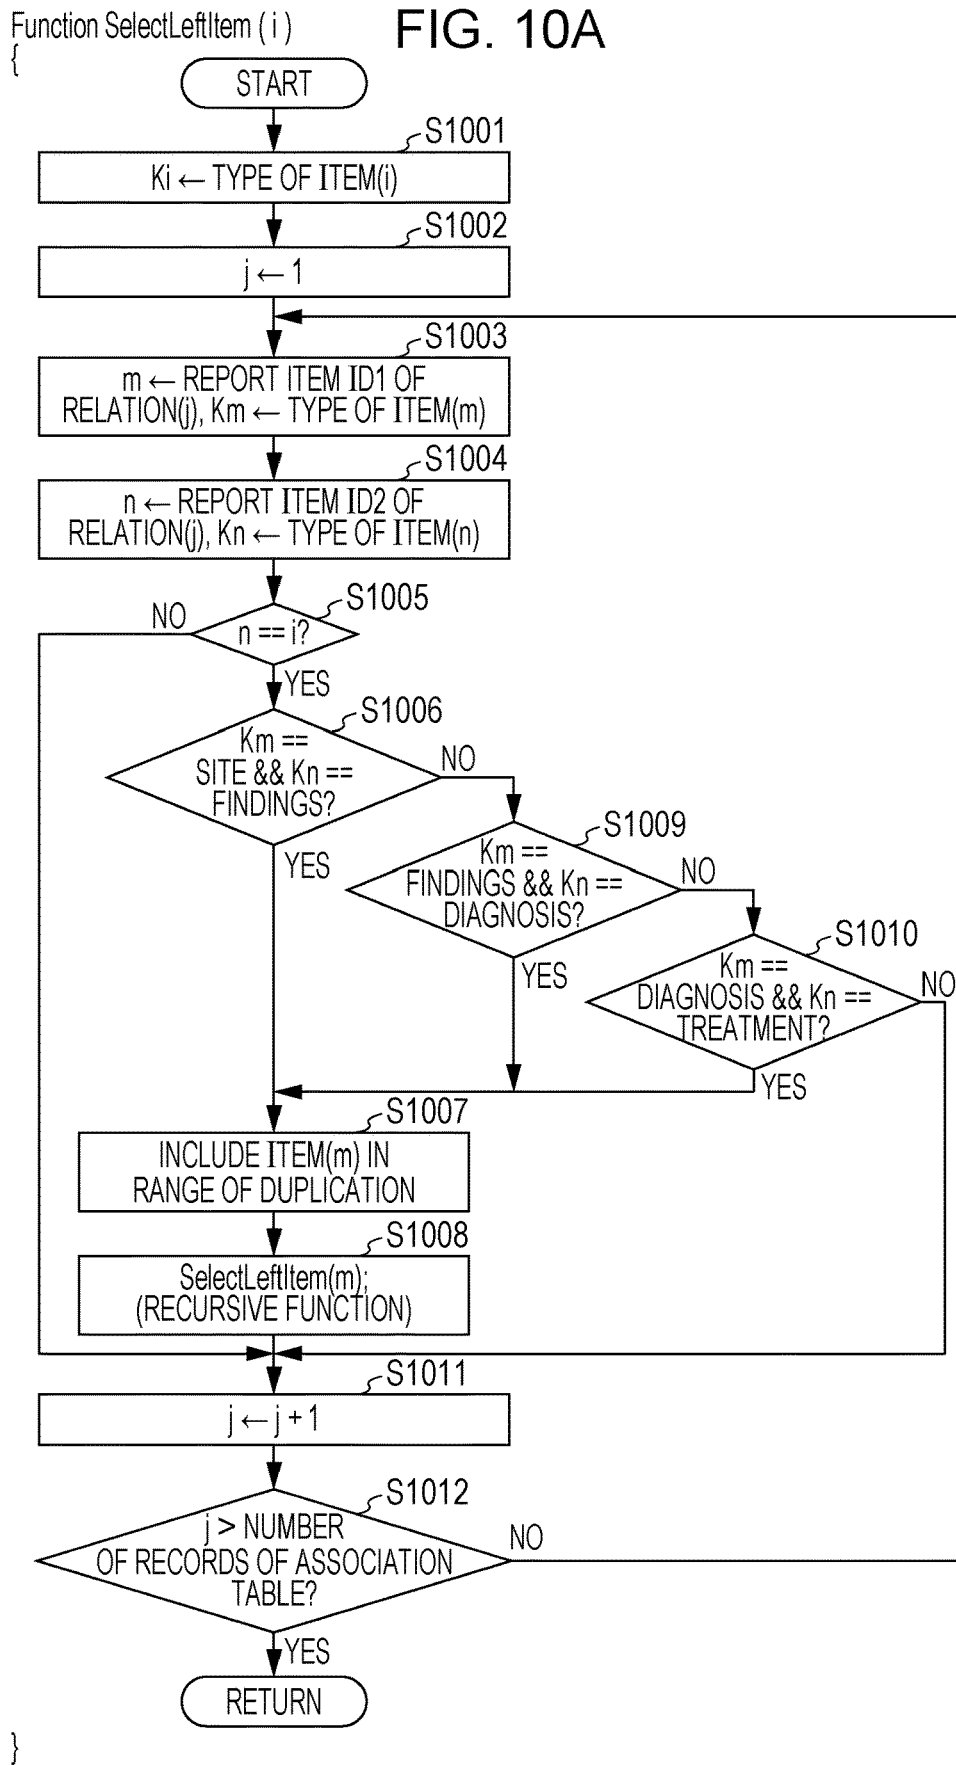 Function SelectLeftItem ( i )
FIG. 10A
{
START
S1001
Ki ← TYPE OF ITEM(i)
S1002
j ← 1
S1003
m ← REPORT ITEM ID1 OF
RELATION(j), Km ← TYPE OF ITEM(m)
S1004
n ← REPORT ITEM ID2 OF
RELATION(j), Kn ← TYPE OF ITEM(n)
S1005
NO
n == i?
YES
S1006
Km ==
SITE && Kn ==
FINDINGS?
NO
YES
S1009
Km ==
FINDINGS && Kn ==
DIAGNOSIS?
NO
YES
S1010
Km ==
DIAGNOSIS && Kn ==
TREATMENT?
NO
YES
S1007
INCLUDE ITEM(m) IN
RANGE OF DUPLICATION
S1008
SelectLeftItem(m);
(RECURSIVE FUNCTION)
S1011
j ← j + 1
S1012
j > NUMBER
OF RECORDS OF ASSOCIATION
TABLE?
NO
YES
RETURN
}